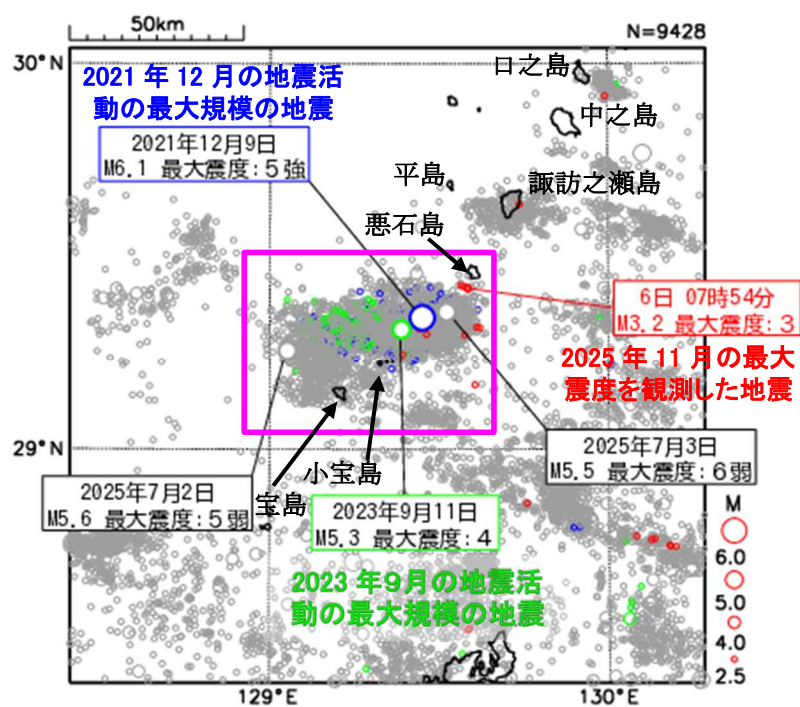 50km
N=9428
30°N
2021 年 12 月の地震活
動の最大規模の地震
2021年12月9日
M6.1 最大震度:5強
口之島
中之島
平島
諏訪之瀬島
悪石島
6日 07時54分
M3.2 最大震度:3
2025 年 11 月の最大
震度を観測した地震
29°N
2025年7月3日
M5.5 最大震度:6弱
小宝島
宝島
2025年7月2日
M5.6 最大震度:5弱
2023年9月11日
M5.3 最大震度:4
2023 年9月の地震活
動の最大規模の地震
M
6.0
5.0
4.0
2.5
129°E
130°E